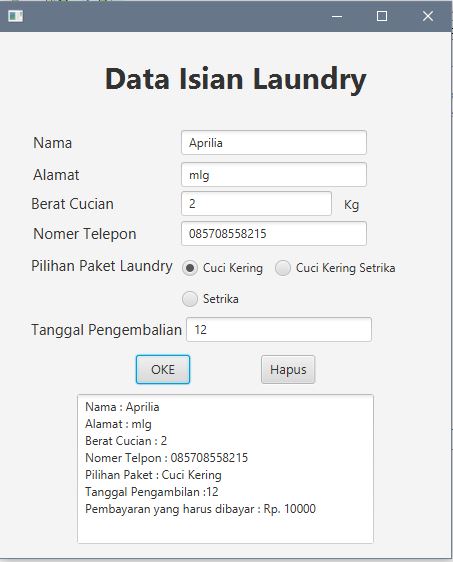 Data Isian Laundry
Nama Aprilia
Alamat mlg
Berat Cucian 2 Kg
Nomer Telepon 085708558215
Pilihan Paket Laundry Cuci Kering Cuci Kering Setrika
Setrika
Tanggal Pengembalian 12
OKE Hapus
Nama : Aprilia
Alamat : mlg
Berat Cucian : 2
Nomer Telpon : 085708558215
Pilihan Paket : Cuci Kering
Tanggal Pengambilan :12
Pembayaran yang harus dibayar : Rp. 10000